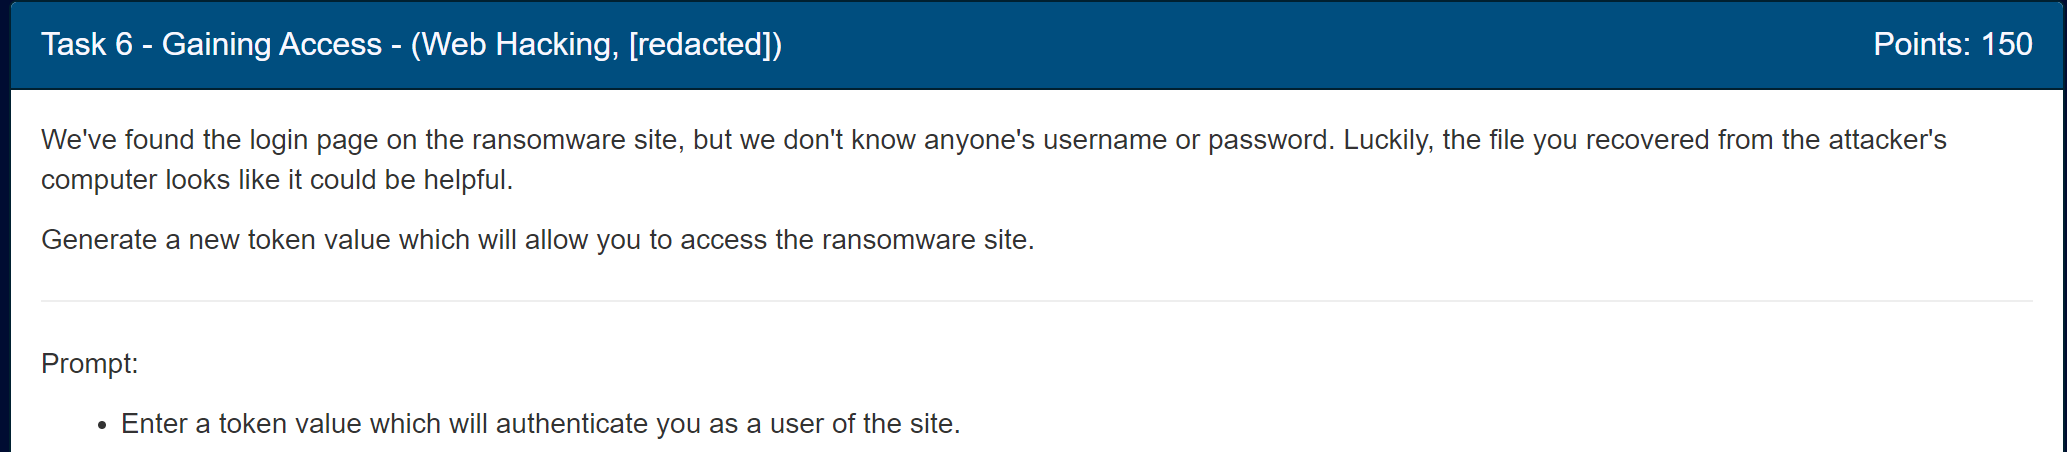 Task 6 - Gaining Access - (Web Hacking, [redacted])
Points: 150
We've found the login page on the ransomware site, but we don't know anyone's username or password. Luckily, the file you recovered from the attacker's
computer looks like it could be helpful.
Generate a new token value which will allow you to access the ransomware site.
Prompt:
• Enter a token value which will authenticate you as a user of the site.